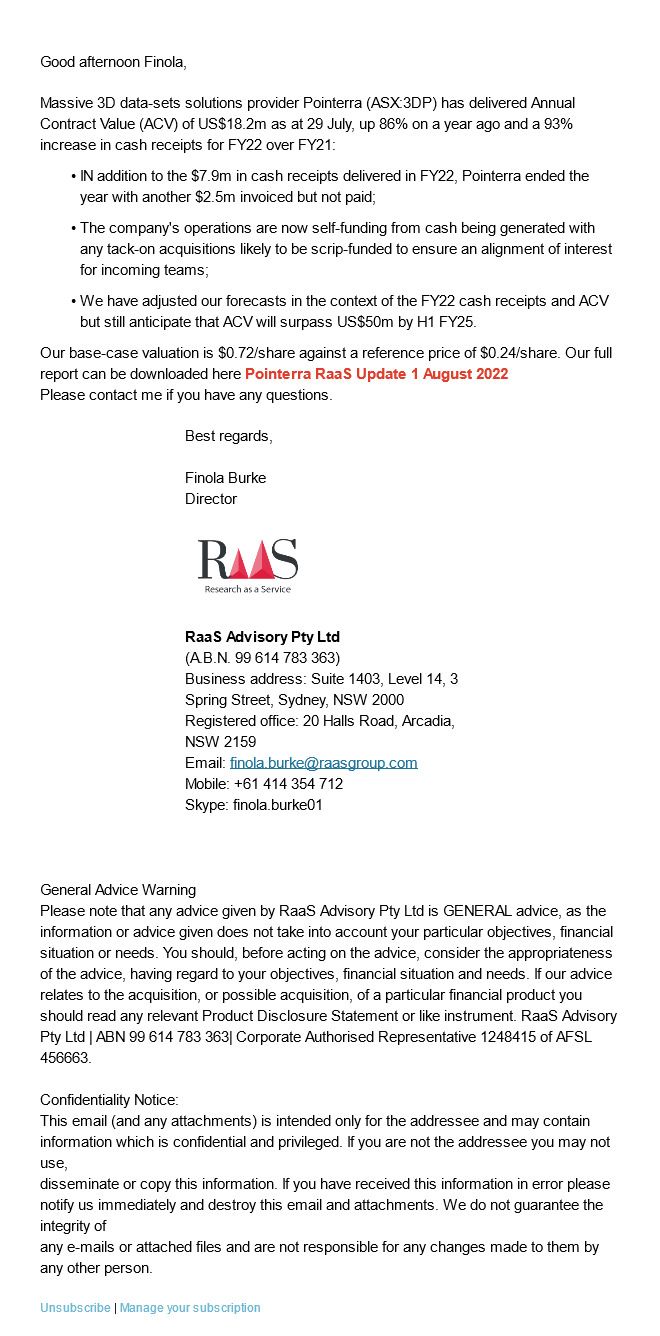 Good afternoon Finola,
Massive 3D data-sets solutions provider Pointerra (ASX:3DP) has delivered Annual
Contract Value (ACV) of US$18.2m as at 29 July, up 86% on a year ago and a 93%
increase in cash receipts for FY22 over FY21:
• IN addition to the $7.9m in cash receipts delivered in FY22, Pointerra ended the
year with another $2.5m invoiced but not paid;
• The company's operations are now self-funding from cash being generated with
any tack-on acquisitions likely to be scrip-funded to ensure an alignment of interest
for incoming teams;
• We have adjusted our forecasts in the context of the FY22 cash receipts and ACV
but still anticipate that ACV will surpass US$50m by H1 FY25.
Our base-case valuation is $0.72/share against a reference price of $0.24/share. Our full
report can be downloaded here Pointerra RaaS Update 1 August 2022
Please contact me if you have any questions.
Best regards,
Finola Burke
Director
RaaS
Research as a Service
RaaS Advisory Pty Ltd
(A.B.N. 99 614 783 363)
Business address: Suite 1403, Level 14, 3
Spring Street, Sydney, NSW 2000
Registered office: 20 Halls Road, Arcadia,
NSW 2159
Email: finola.burke@raasgroup.com
Mobile: +61 414 354 712
Skype: finola.burke01
General Advice Warning
Please note that any advice given by RaaS Advisory Pty Ltd is GENERAL advice, as the
information or advice given does not take into account your particular objectives, financial
situation or needs. You should, before acting on the advice, consider the appropriateness
of the advice, having regard to your objectives, financial situation and needs. If our advice
relates to the acquisition, or possible acquisition, of a particular financial product you
should read any relevant Product Disclosure Statement or like instrument. RaaS Advisory
Pty Ltd | ABN 99 614 783 363| Corporate Authorised Representative 1248415 of AFSL
456663.
Confidentiality Notice:
This email (and any attachments) is intended only for the addressee and may contain
information which is confidential and privileged. If you are not the addressee you may not
use,
disseminate or copy this information. If you have received this information in error please
notify us immediately and destroy this email and attachments. We do not guarantee the
integrity of
any e-mails or attached files and are not responsible for any changes made to them by
any other person.
Unsubscribe | Manage your subscription